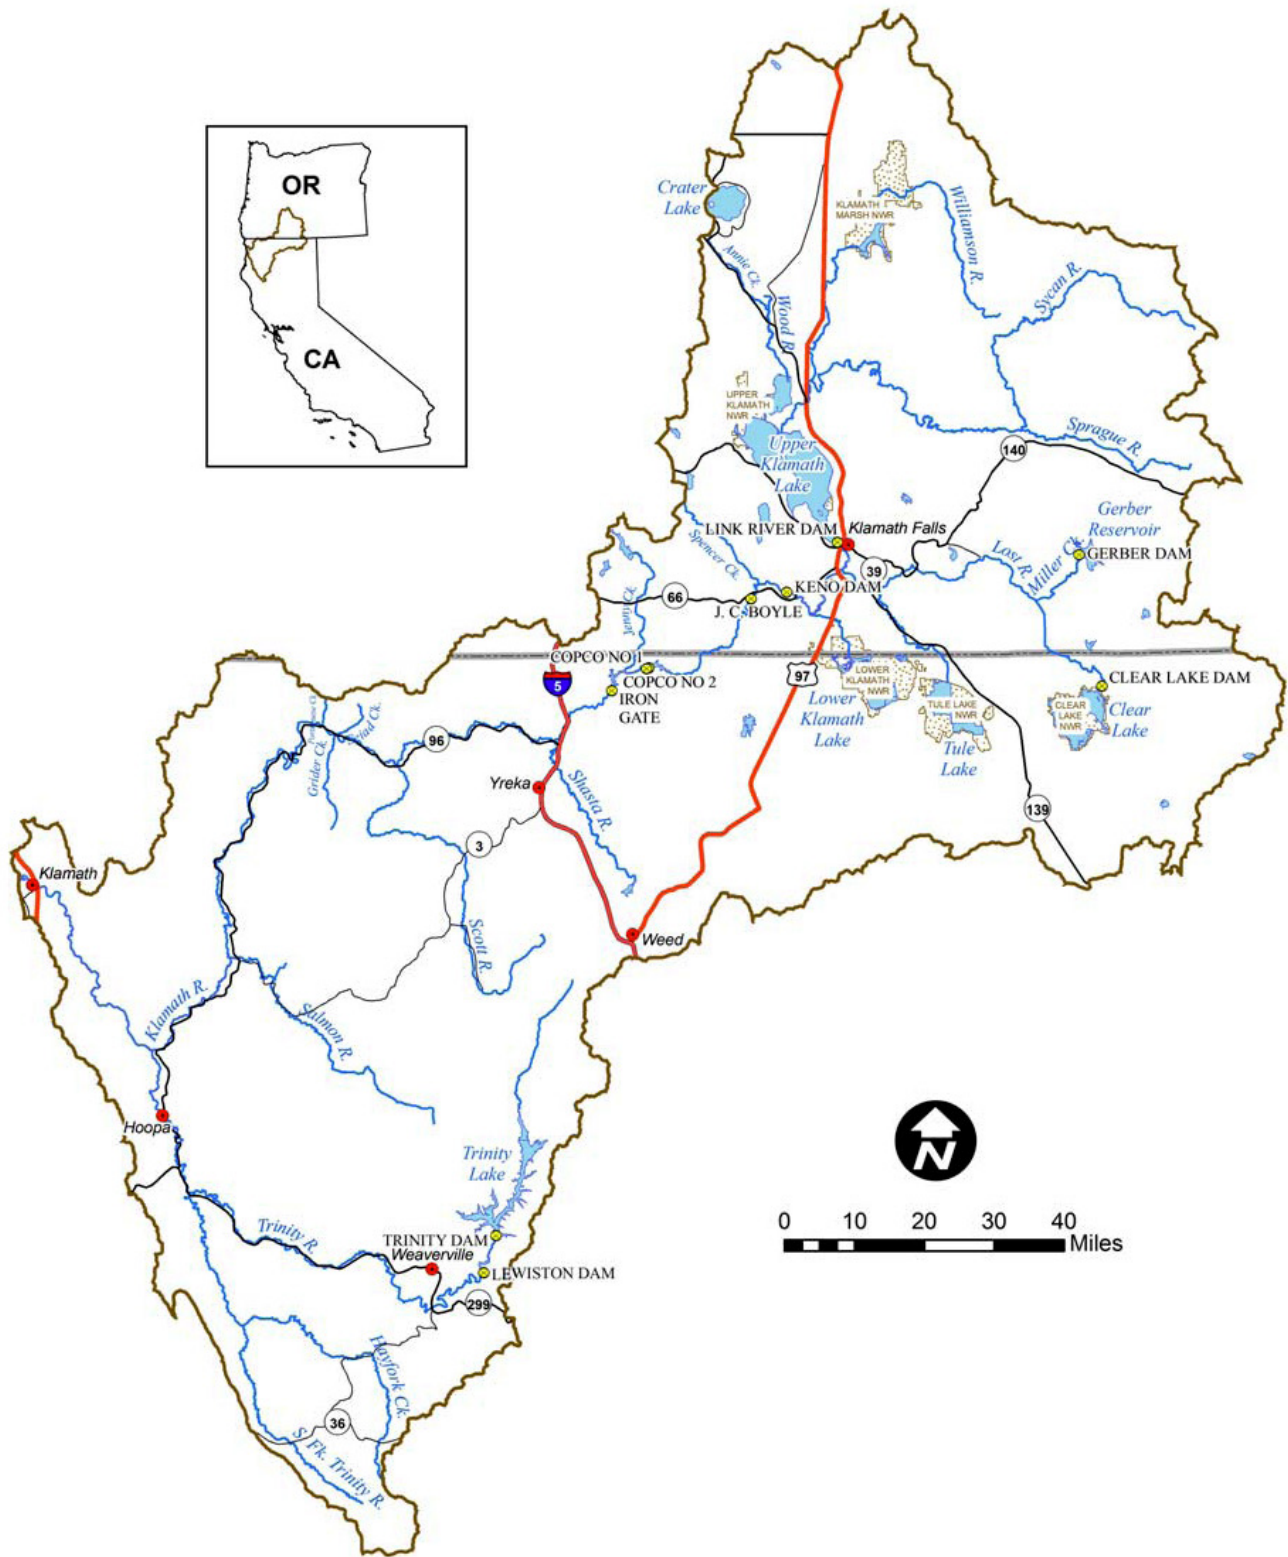 OR
CA
Crater
Lake
KLAMATH
MARSH NWR
Williamson R.
Annie Ck.
Wood R.
Sycan R.
UPPER
KLAMATH
NWR
Upper
Klamath
Lake
Sprague R.
140
Gerber
Reservoir
LINK RIVER DAM
Klamath Falls
Lost R.
Miller Ck.
GERBER DAM
Spencer Ck.
39
KENO DAM
66
J. C. BOYLE
Jenny Ck.
COPCO NO 1
COPCO NO 2
5
IRON
GATE
97
LOWER
KLAMATH
NWR
Lower
Klamath
Lake
TULE LAKE
NWR
Tule
Lake
CLEAR LAKE DAM
CLEAR
LAKE
NWR
Clear
Lake
139
Seiad Ck.
Grider Ck.
96
Yreka
Shasta R.
3
Klamath
Scott R.
Weed
Klamath R.
Salmon R.
Hoopa
Trinity
Lake
Trinity R.
TRINITY DAM
Weaverville
LEWISTON DAM
299
Hayfork Ck.
36
S. Fk. Trinity R.
N
0 10 20 30 40
Miles